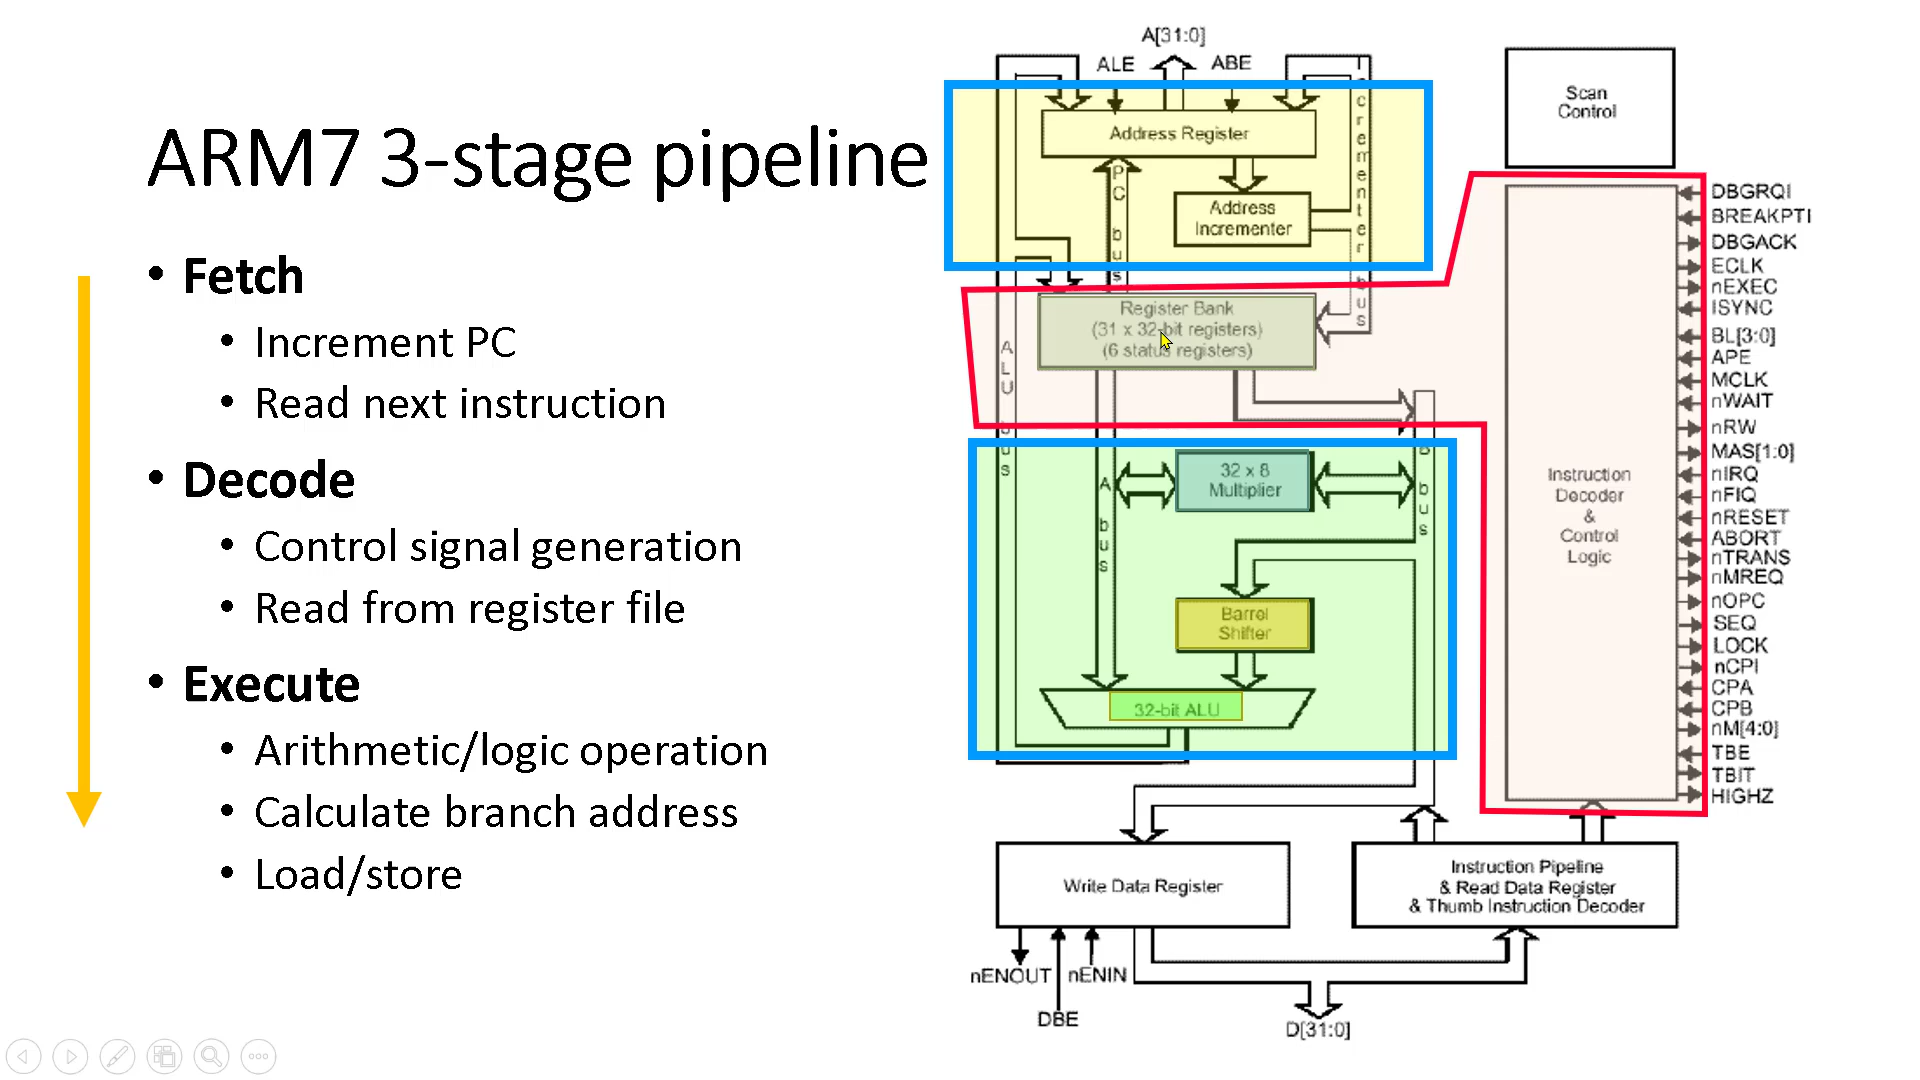 ARM7 3-stage pipeline
• Fetch
• Increment PC
• Read next instruction
• Decode
• Control signal generation
• Read from register file
• Execute
• Arithmetic/logic operation
• Calculate branch address
• Load/store
A[31:0]
ALE
ABE
Address Register
PC bus
Address
Incrementer
Incrementer bus
Register Bank
(31 x 32-bit registers)
(6 status registers)
ALU bus
A bus
32 x 8
Multiplier
b bus
Barrel
Shifter
32-bit ALU
Write Data Register
Instruction Pipeline
& Read Data Register
& Thumb Instruction Decoder
nENOUT
nENIN
DBE
D[31:0]
Scan
Control
Instruction
Decoder
&
Control
Logic
DBGRQI
BREAKPTI
DBGACK
ECLK
nEXEC
ISYNC
BL[3:0]
APE
MCLK
nWAIT
nRW
MAS[1:0]
nIRQ
nFIQ
nRESET
ABORT
nTRANS
nMREQ
nOPC
SEQ
LOCK
nCPI
CPA
CPB
nM[4:0]
TBE
TBIT
HIGHZ